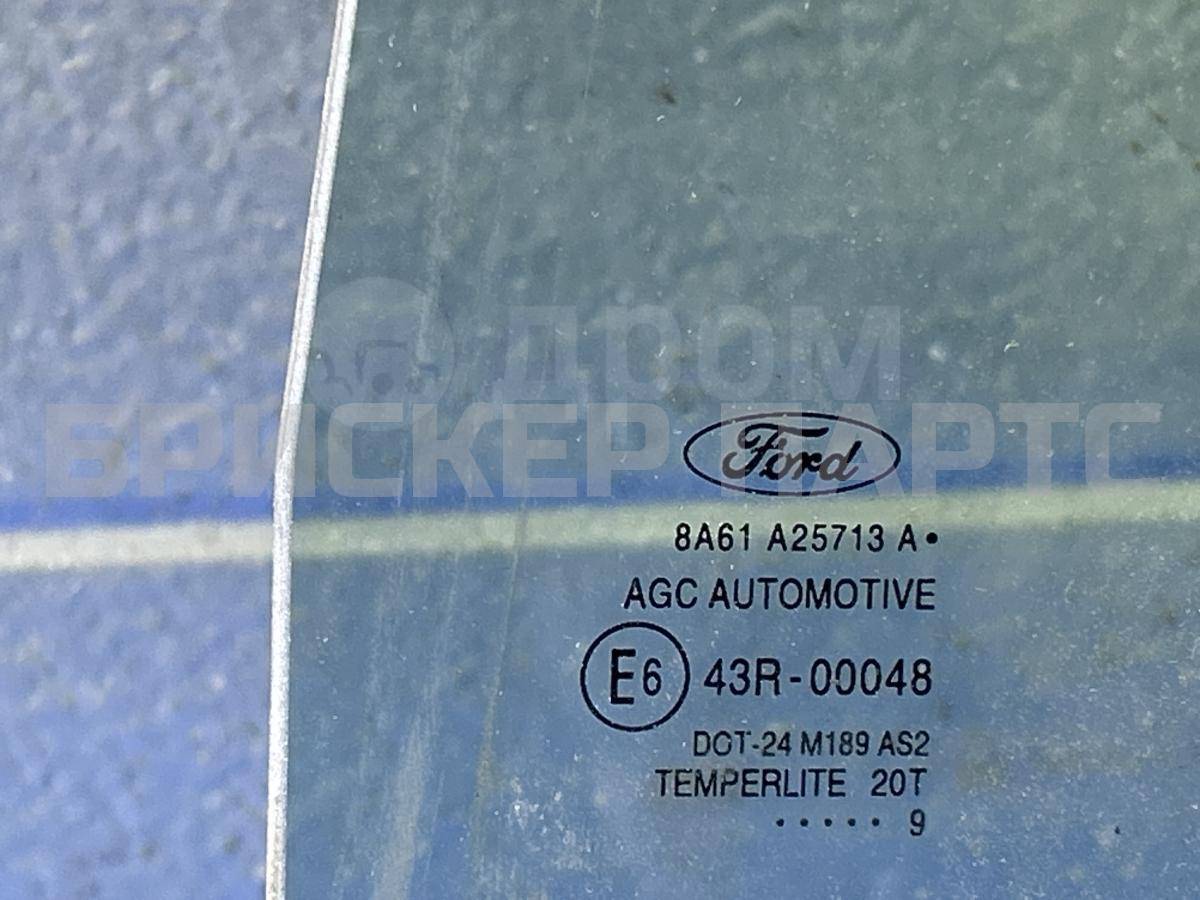 ДРОМ
БРИСКЕР ПАРТС
Ford
8A61 A25713 A•
AGC AUTOMOTIVE
E6 43R-00048
DOT-24 M189 AS2
TEMPERLITE 20T
• • • • • 9